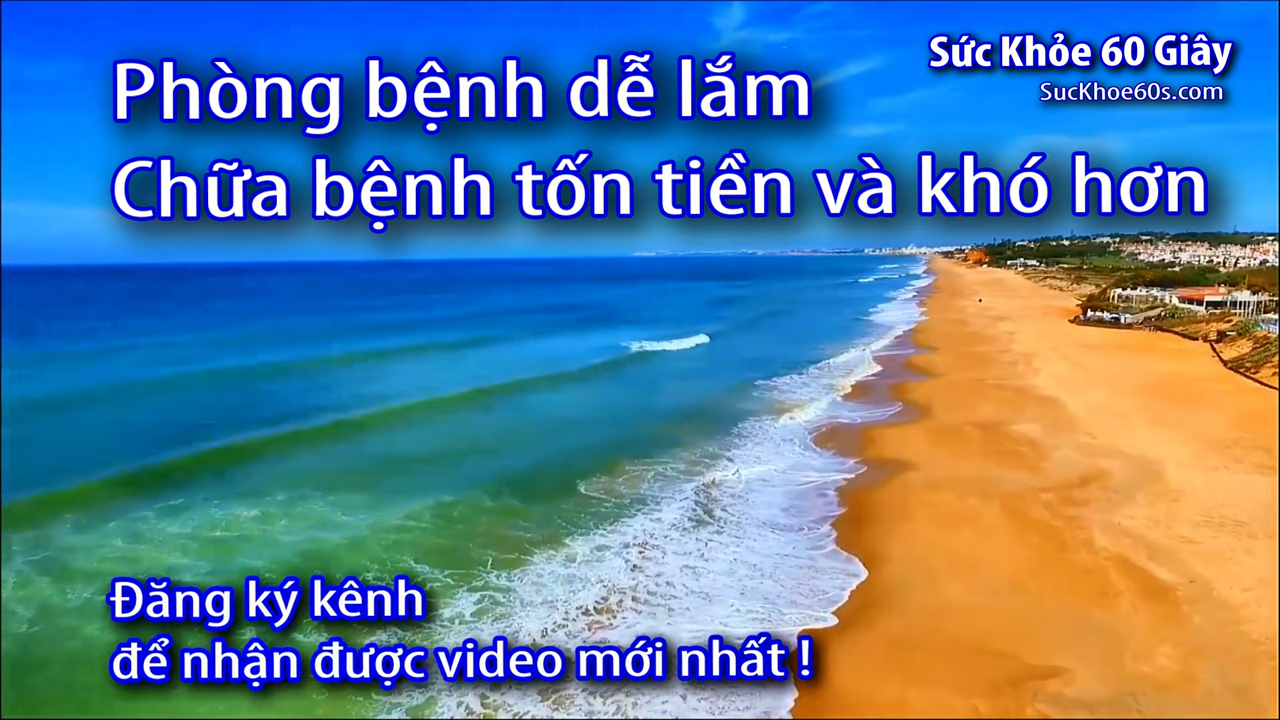 Sức Khỏe 60 Giây
SucKhoe60s.com
Phòng bệnh dễ lắm
Chữa bệnh tốn tiền và khó hơn
Đăng ký kênh
để nhận được video mới nhất !